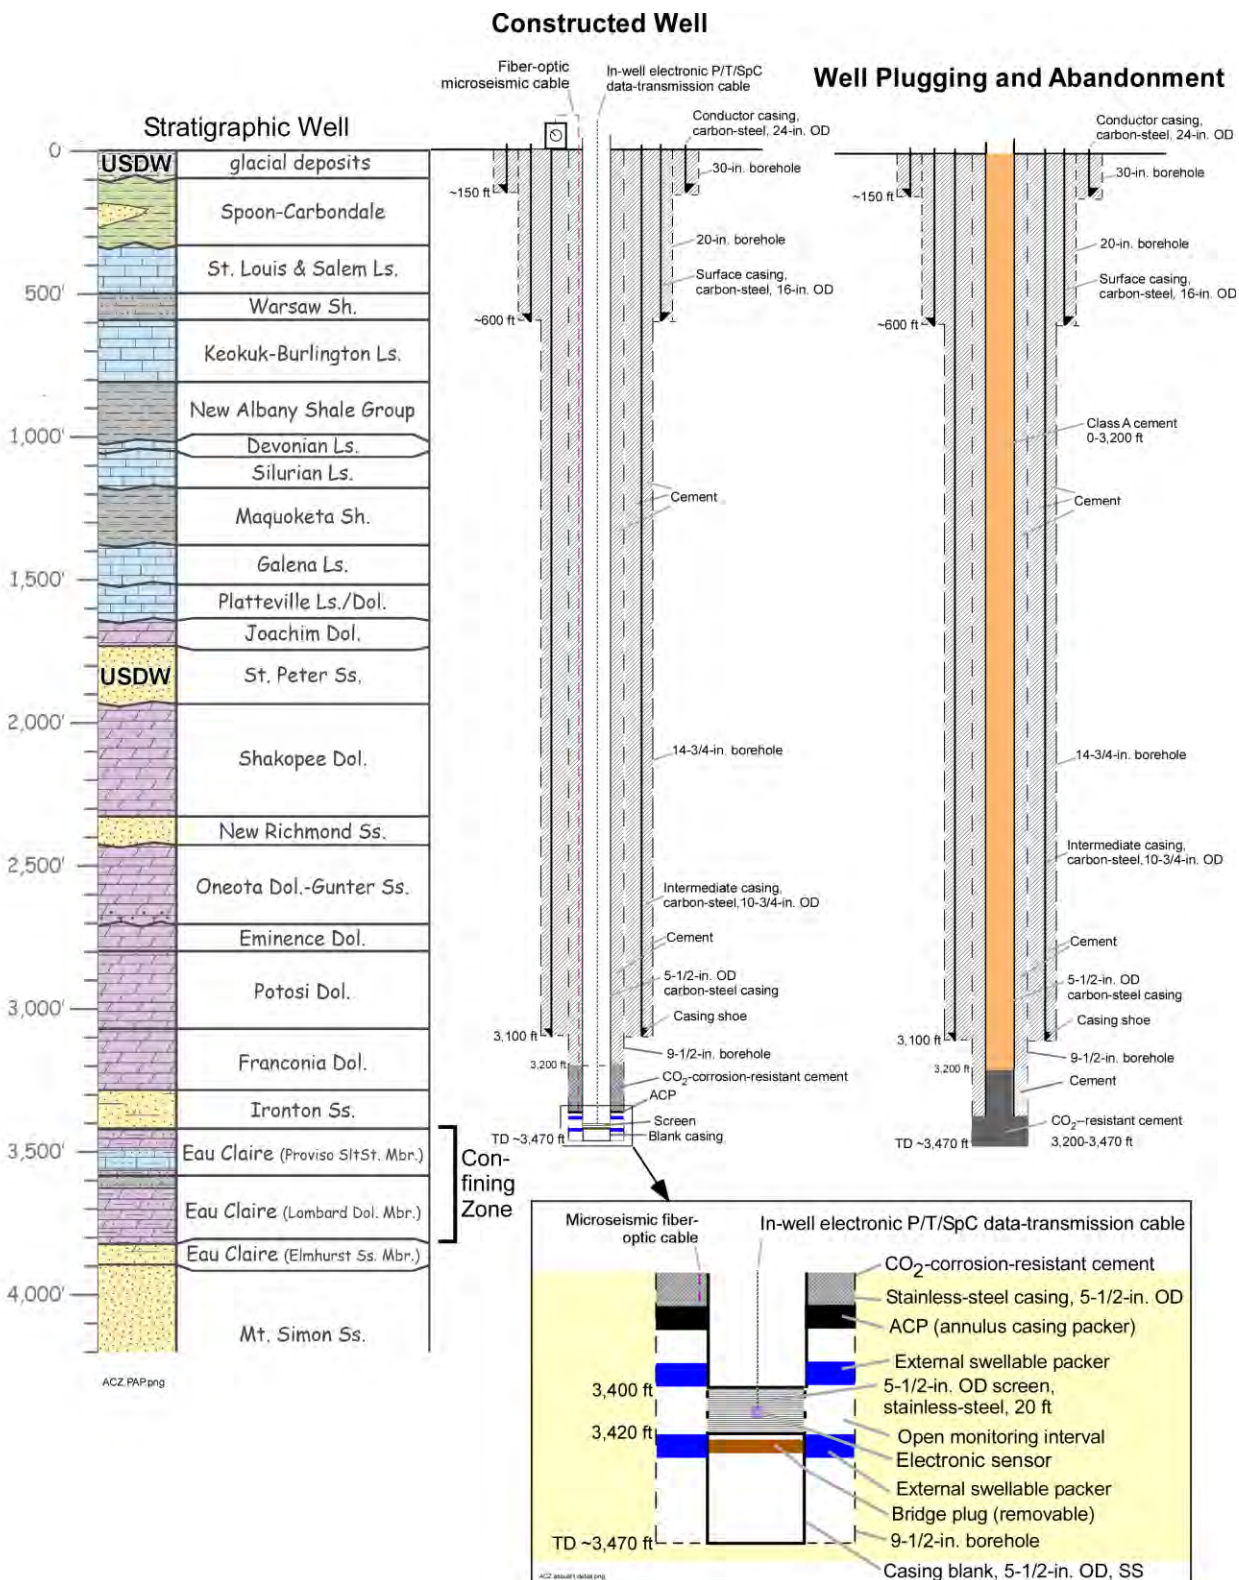 Constructed Well
Fiber-optic
microseismic cable
In-well electronic P/T/SpC
data-transmission cable
Well Plugging and Abandonment
Stratigraphic Well
Conductor casing,
carbon-steel, 24-in. OD
30-in. borehole
~150 ft
20-in. borehole
Surface casing,
carbon-steel, 16-in. OD
~600 ft
Cement
14-3/4-in. borehole
Intermediate casing,
carbon-steel,10-3/4-in. OD
Cement
5-1/2-in. OD
carbon-steel casing
Casing shoe
3,100 ft
9-1/2-in. borehole
3,200 ft
CO2-corrosion-resistant cement
ACP
Screen
Blank casing
TD ~3,470 ft
Conductor casing,
carbon-steel, 24-in. OD
30-in. borehole
~150 ft
20-in. borehole
Surface casing,
carbon-steel, 16-in. OD
~600 ft
Class A cement
0-3,200 ft
Cement
14-3/4-in. borehole
Intermediate casing,
carbon-steel,10-3/4-in. OD
Cement
5-1/2-in. OD
carbon-steel casing
Casing shoe
3,100 ft
9-1/2-in. borehole
3,200 ft
Cement
CO2–resistant cement
3,200-3,470 ft
TD ~3,470 ft
0
USDW
glacial deposits
Spoon-Carbondale
St. Louis & Salem Ls.
500'
Warsaw Sh.
Keokuk-Burlington Ls.
New Albany Shale Group
1,000'
Devonian Ls.
Silurian Ls.
Maquoketa Sh.
Galena Ls.
1,500'
Platteville Ls./Dol.
Joachim Dol.
USDW
St. Peter Ss.
2,000'
Shakopee Dol.
New Richmond Ss.
2,500'
Oneota Dol.-Gunter Ss.
Eminence Dol.
Potosi Dol.
3,000'
Franconia Dol.
Ironton Ss.
3,500'
Eau Claire (Proviso SltSt. Mbr.)
Eau Claire (Lombard Dol. Mbr.)
Con-
fining
Zone
Eau Claire (Elmhurst Ss. Mbr.)
4,000'
Mt. Simon Ss.
ACZ PAP.png
Microseismic fiber-
optic cable
In-well electronic P/T/SpC data-transmission cable
CO2-corrosion-resistant cement
Stainless-steel casing, 5-1/2-in. OD
ACP (annulus casing packer)
External swellable packer
3,400 ft
5-1/2-in. OD screen,
stainless-steel, 20 ft
3,420 ft
Open monitoring interval
Electronic sensor
External swellable packer
Bridge plug (removable)
TD ~3,470 ft
9-1/2-in. borehole
Casing blank, 5-1/2-in. OD, SS